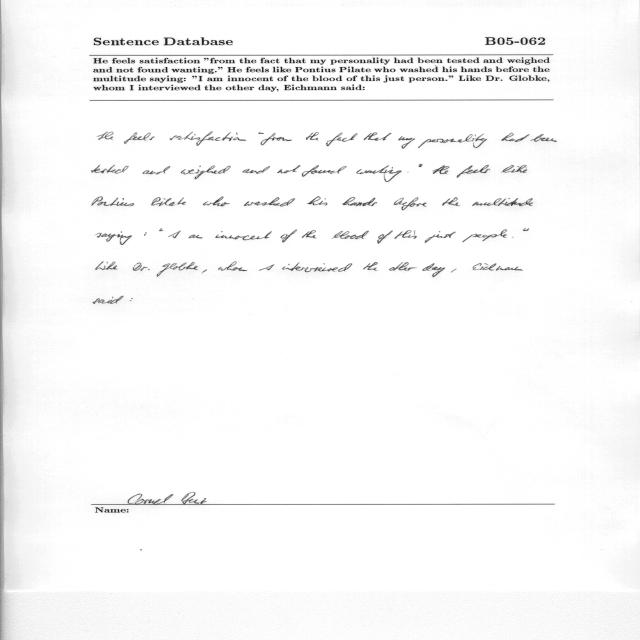 Sentence Database B05-062
He feels satisfaction "from the fact that my personality had been tested and weighed
and not found wanting." He feels like Pontius Pilate who washed his hands before the
multitude saying: "I am innocent of the blood of this just person." Like Dr. Globke,
whom I interviewed the other day, Eichmann said:
He feels satisfaction "from the fact that my personality had been
tested and weighed and not found wanting." He feels like
Pontius Pilate who washed his hands before the multitude
saying: "I am innocent of the blood of this just people."
Like Dr. Globke, whom I interviewed the other day, Eichmann
said:
Name: